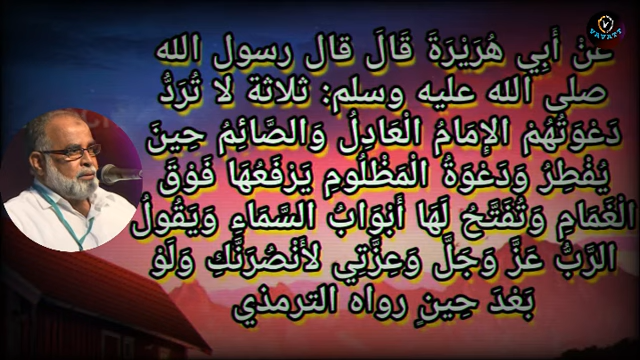 عَنْ أَبِي هُرَيْرَةَ قَالَ قال رسول الله
صلى الله عليه وسلم: ثلاثة لا تُرَدُّ
دَعْوَتُهُمْ الإِمَامُ الْعَادِلُ وَالصَّائِمُ حِينَ
يُفْطِرُ وَدَعْوَةُ الْمَظْلُومِ يَرْفَعُهَا فَوْقَ
الْغَمَامِ وَتُفَتَّحُ لَهَا أَبْوَابُ السَّمَاءِ وَيَقُولُ
الرَّبُّ عَزَّ وَجَلَّ وَعِزَّتِي لأَنْصُرَنَّكِ وَلَوْ
بَعْدَ حِينٍ رواه الترمذي
VAVATT